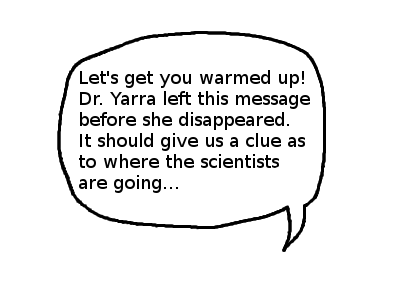 Let's get you warmed up!
Dr. Yarra left this message
before she disappeared.
It should give us a clue as
to where the scientists
are going...